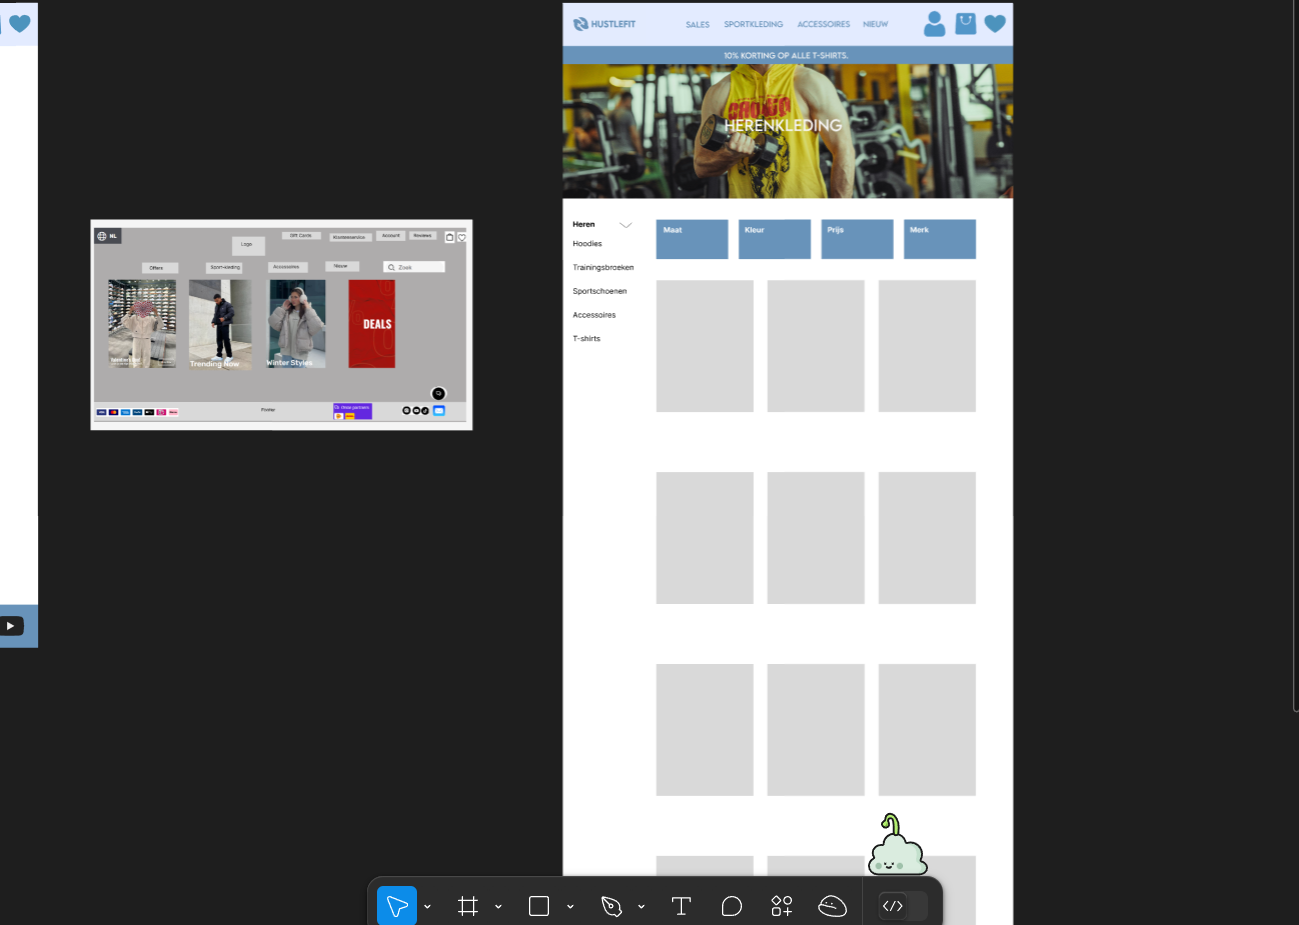 HUSTLEFIT
SALES
SPORTKLEDING
ACCESSOIRES
NIEUW
10% KORTING OP ALLE T-SHIRTS.
HERENKLEDING
Heren
Hoodies
Trainingsbroeken
Sportschoenen
Accessoires
T-shirts
Maat
Kleur
Prijs
Merk
NL
Logo
Gift Cards
Klantenservice
Account
Reviews
Offers
Sport-kleding
Accessoires
Nieuw
Zoek
Trending Now
Winter Styles
DEALS
Footer